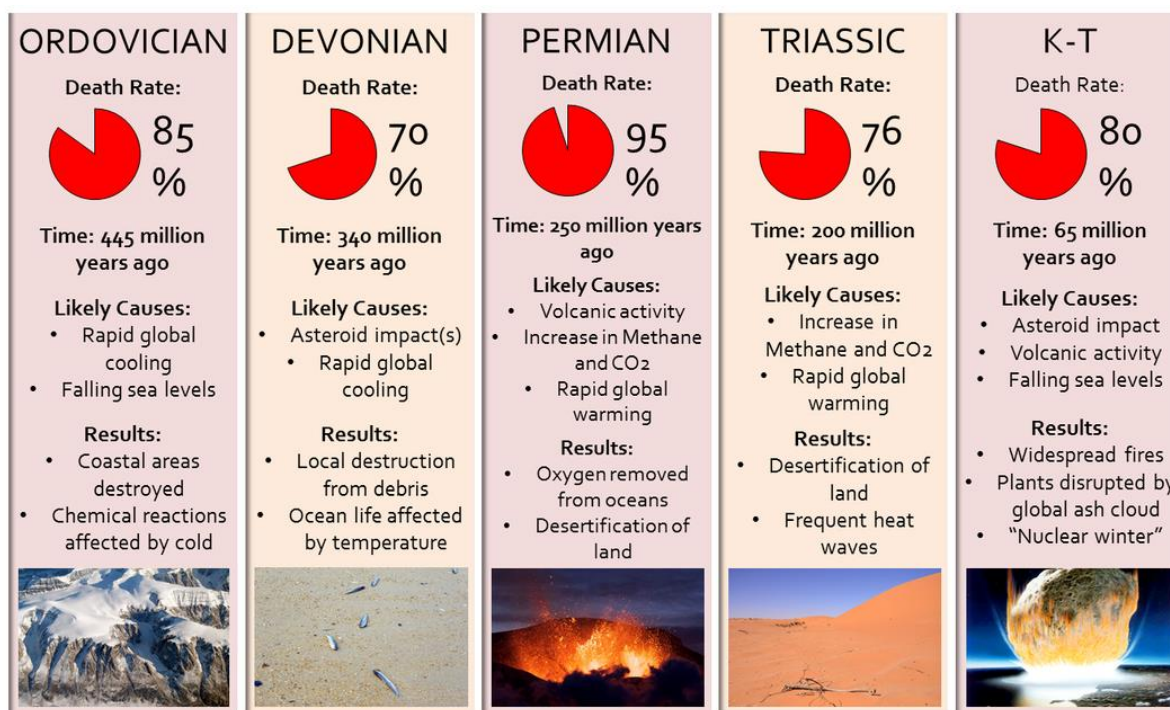 ORDOVICIAN
Death Rate:
85
%
Time: 445 million
years ago
Likely Causes:
• Rapid global
cooling
• Falling sea levels
Results:
• Coastal areas
destroyed
• Chemical reactions
affected by cold
DEVONIAN
Death Rate:
70
%
Time: 340 million
years ago
Likely Causes:
• Asteroid impact(s)
• Rapid global
cooling
Results:
• Local destruction
from debris
• Ocean life affected
by temperature
PERMIAN
Death Rate:
95
%
Time: 250 million years
ago
Likely Causes:
• Volcanic activity
• Increase in Methane
and CO2
• Rapid global
warming
Results:
• Oxygen removed
from oceans
• Desertification of
land
TRIASSIC
Death Rate:
76
%
Time: 200 million
years ago
Likely Causes:
• Increase in
Methane and CO2
• Rapid global
warming
Results:
• Desertification of
land
• Frequent heat
waves
K-T
Death Rate:
80
%
Time: 65 million
years ago
Likely Causes:
• Asteroid impact
• Volcanic activity
• Falling sea levels
Results:
• Widespread fires
• Plants disrupted by
global ash cloud
• “Nuclear winter”